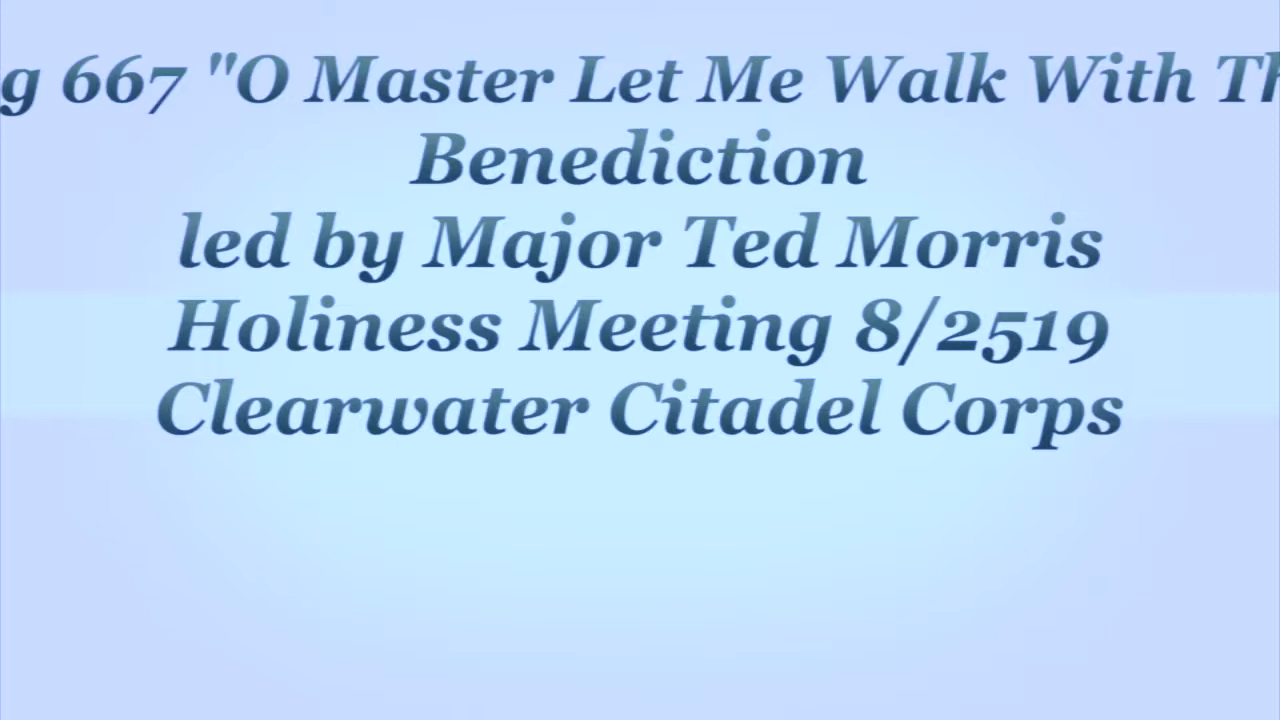 g 667 "O Master Let Me Walk With Th
Benediction
led by Major Ted Morris
Holiness Meeting 8/2519
Clearwater Citadel Corps